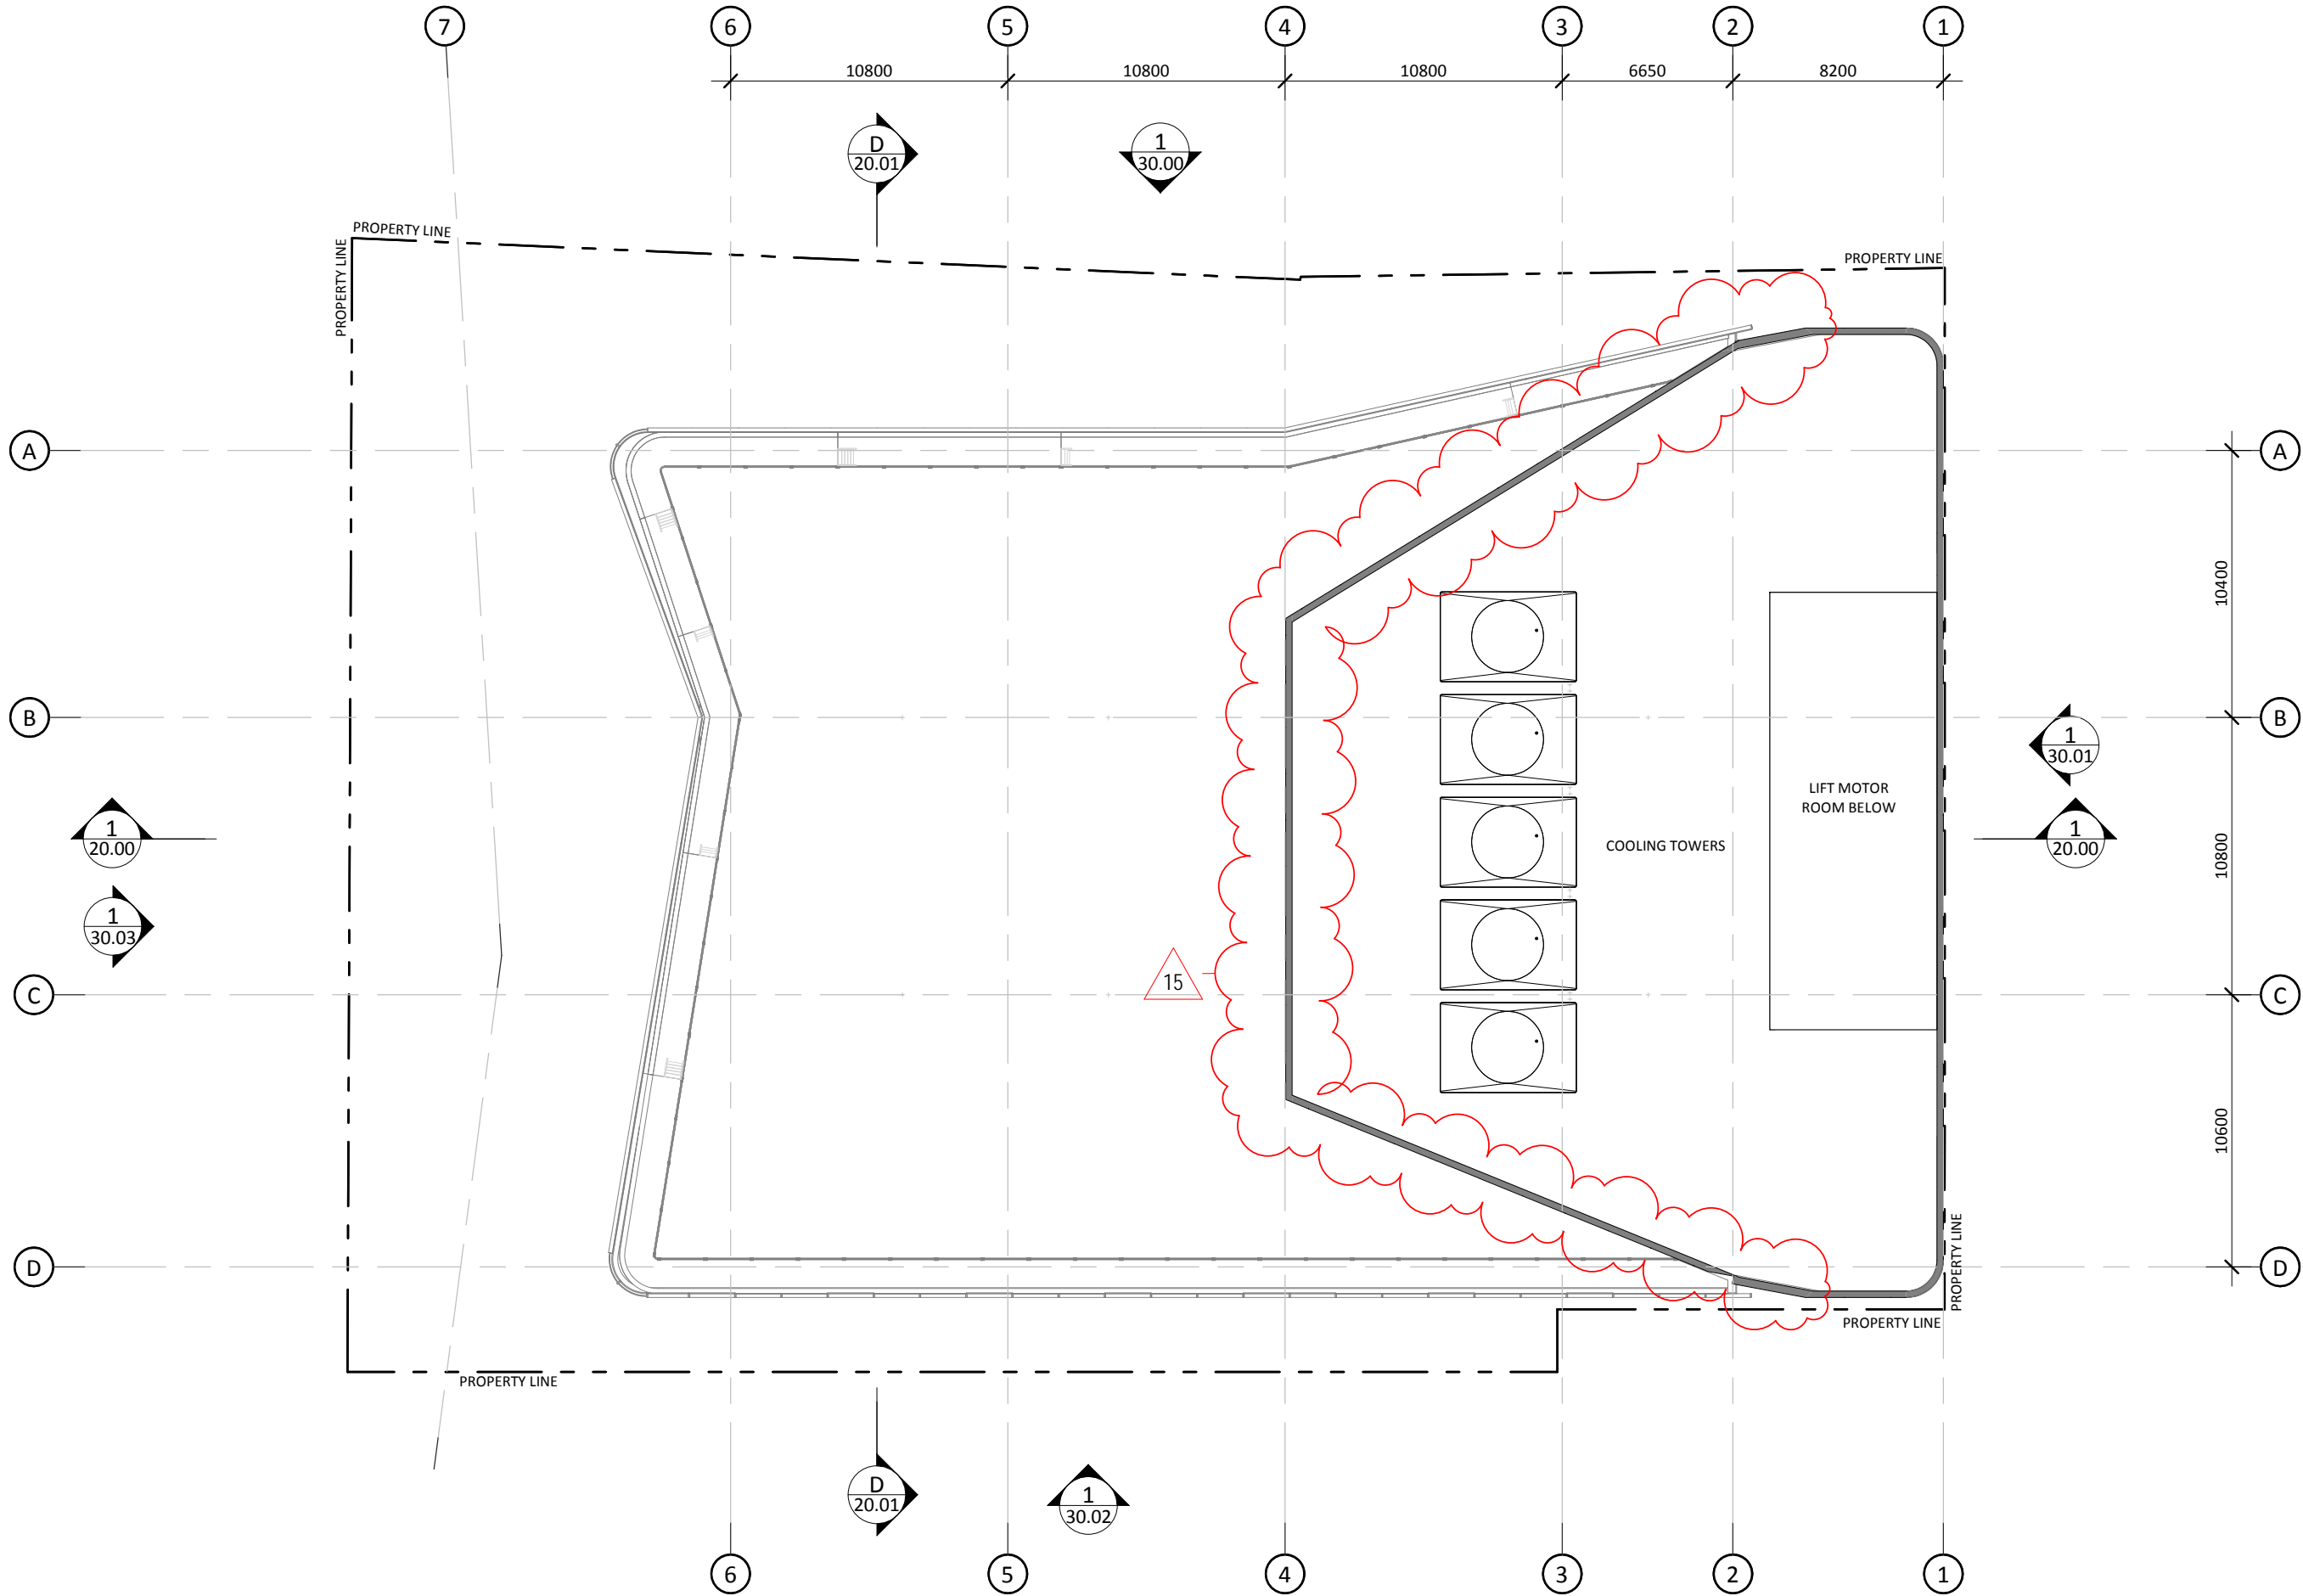 7 6 5 4 3 2 1
10800 10800 10800 6650 8200
D
20.01
1
30.00
PROPERTY LINE
PROPERTY LINE
PROPERTY LINE
A A
10400
B B
1
30.01
LIFT MOTOR
ROOM BELOW
1
20.00
COOLING TOWERS
1
20.00
10800
1
30.03
15
C C
10600
PROPERTY LINE
D D
PROPERTY LINE
PROPERTY LINE
D
20.01
1
30.02
6 5 4 3 2 1